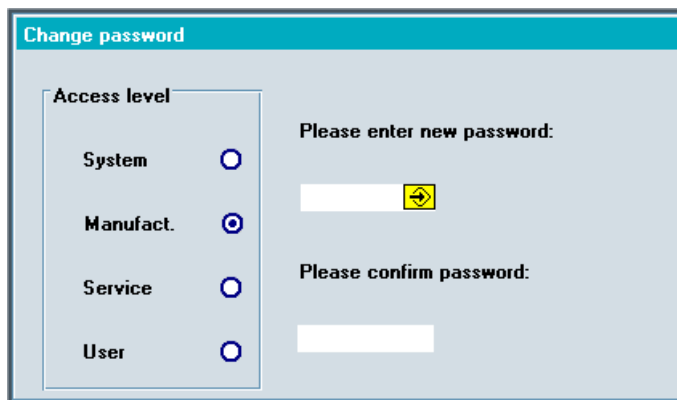 Change password
Access level
System
Manufact.
Service
User
Please enter new password:
Please confirm password: